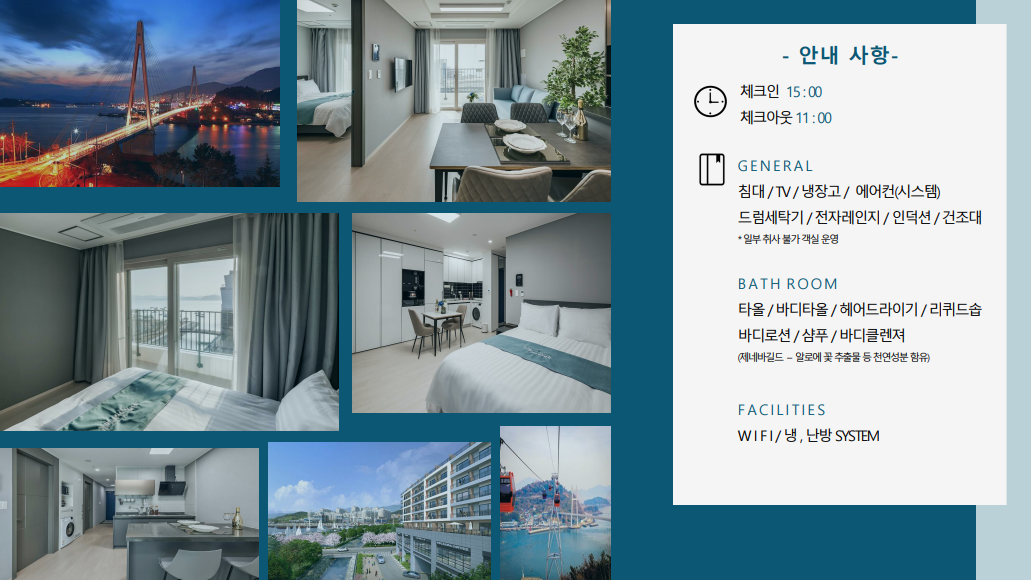 - 안내 사항-
체크인 15:00
체크아웃 11:00
GENERAL
침대 / TV / 냉장고 / 에어컨(시스템)
드럼세탁기 / 전자레인지 / 인덕션 / 건조대
* 일부 취사 불가 객실 운영
BATH ROOM
타올 / 바디타올 / 헤어드라이기 / 리퀴드솝
바디로션 / 샴푸 / 바디클렌져
(제네바길드 – 알로에 꽃 추출물 등 천연성분 함유)
FACILITIES
WIFI / 냉, 난방 SYSTEM